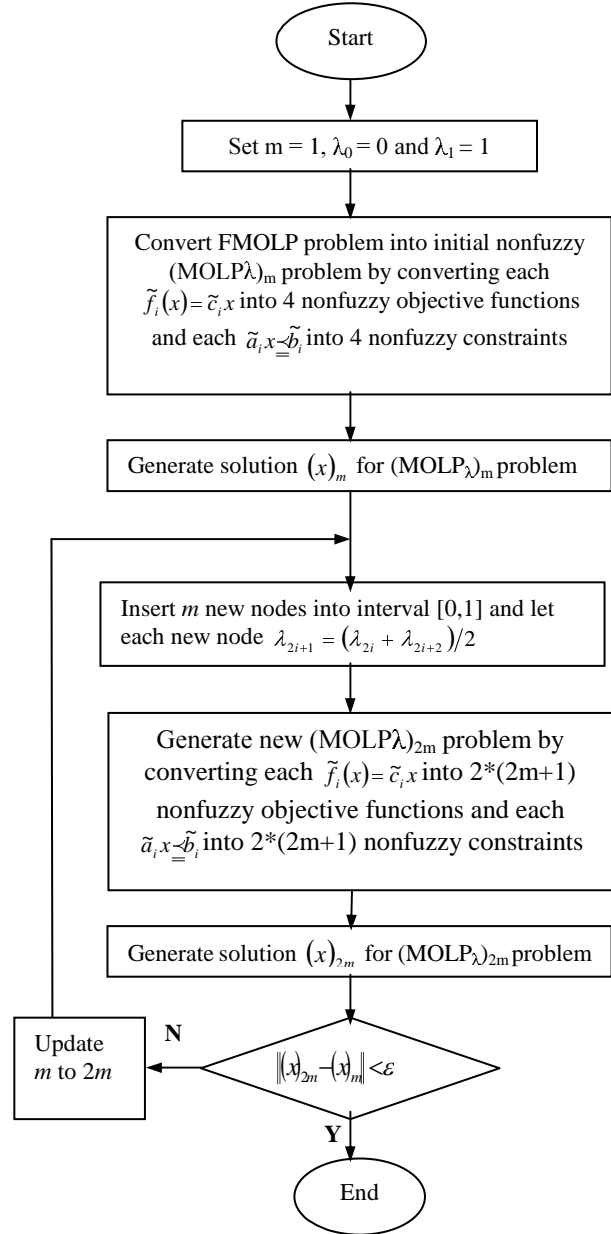 Start
Set m = 1, λ₀ = 0 and λ₁ = 1
Convert FMOLP problem into initial nonfuzzy
(MOLPλ)ₘ problem by converting each
f̃ᵢ(x) = c̃ᵢx into 4 nonfuzzy objective functions
and each ãᵢx ≦̃ b̃ᵢ into 4 nonfuzzy constraints
Generate solution (x)ₘ for (MOLP_λ)ₘ problem
Insert m new nodes into interval [0,1] and let
each new node λ₂ᵢ₊₁ = (λ₂ᵢ + λ₂ᵢ₊₂)/2
Generate new (MOLPλ)₂ₘ problem by
converting each f̃ᵢ(x) = c̃ᵢx into 2*(2m+1)
nonfuzzy objective functions and each
ãᵢx ≦̃ b̃ᵢ into 2*(2m+1) nonfuzzy constraints
Generate solution (x)₂ₘ for (MOLP_λ)₂ₘ problem
Update
m to 2m
N
‖(x)₂ₘ−(x)ₘ‖ < ε
Y
End